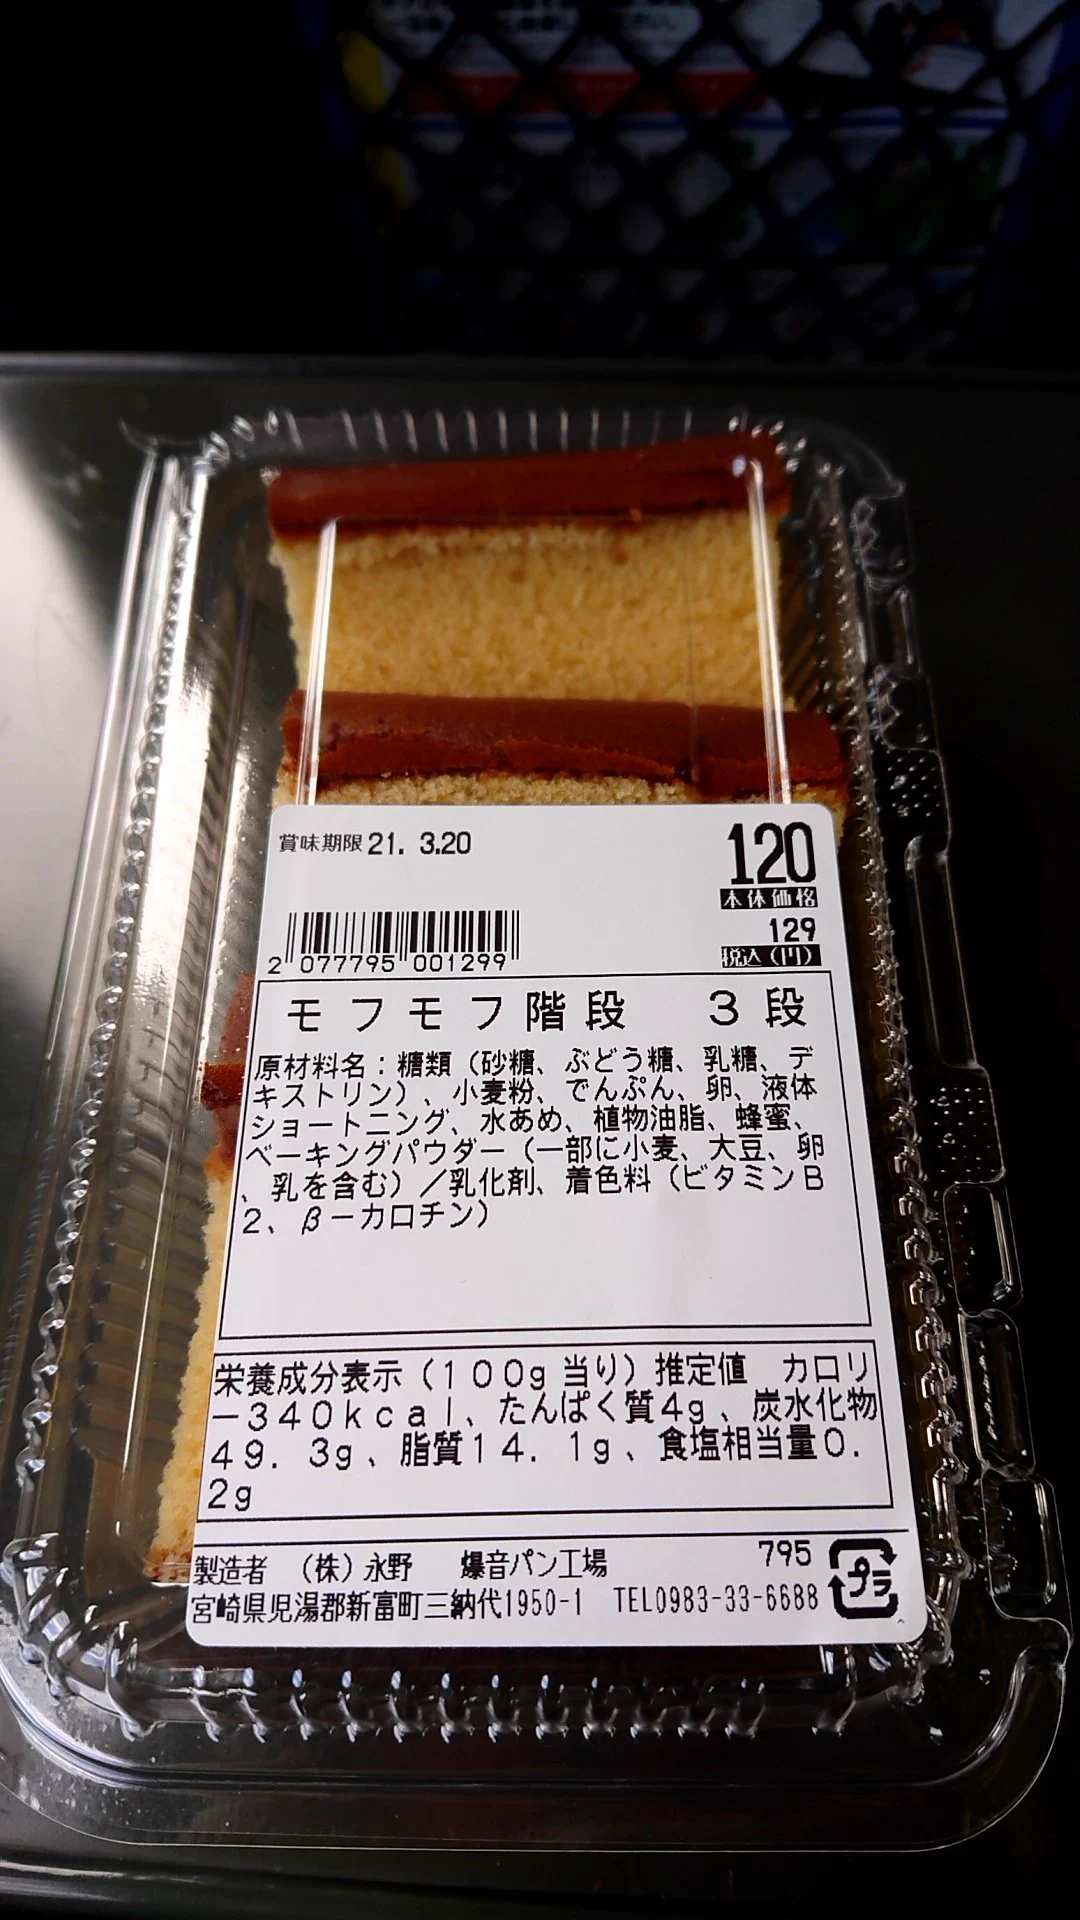 賞味期限21. 3.20
120
本体価格
129
税込(円)
2 077795 001299
モフモフ階段 3段
原材料名:糖類(砂糖、ぶどう糖、乳糖、デ
キストリン)、小麦粉、でんぷん、卵、液体
ショートニング、水あめ、植物油脂、蜂蜜、
ベーキングパウダー(一部に小麦、大豆、卵
、乳を含む)/乳化剤、着色料(ビタミンB
2、β-カロチン)
栄養成分表示(100g当り)推定値 カロリ
ー340kcal、たんぱく質4g、炭水化物
49. 3g、脂質14. 1g、食塩相当量0.
2g
製造者 (株)永野 爆音パン工場 795
宮崎県児湯郡新富町三納代1950-1 TEL0983-33-6688
プラ